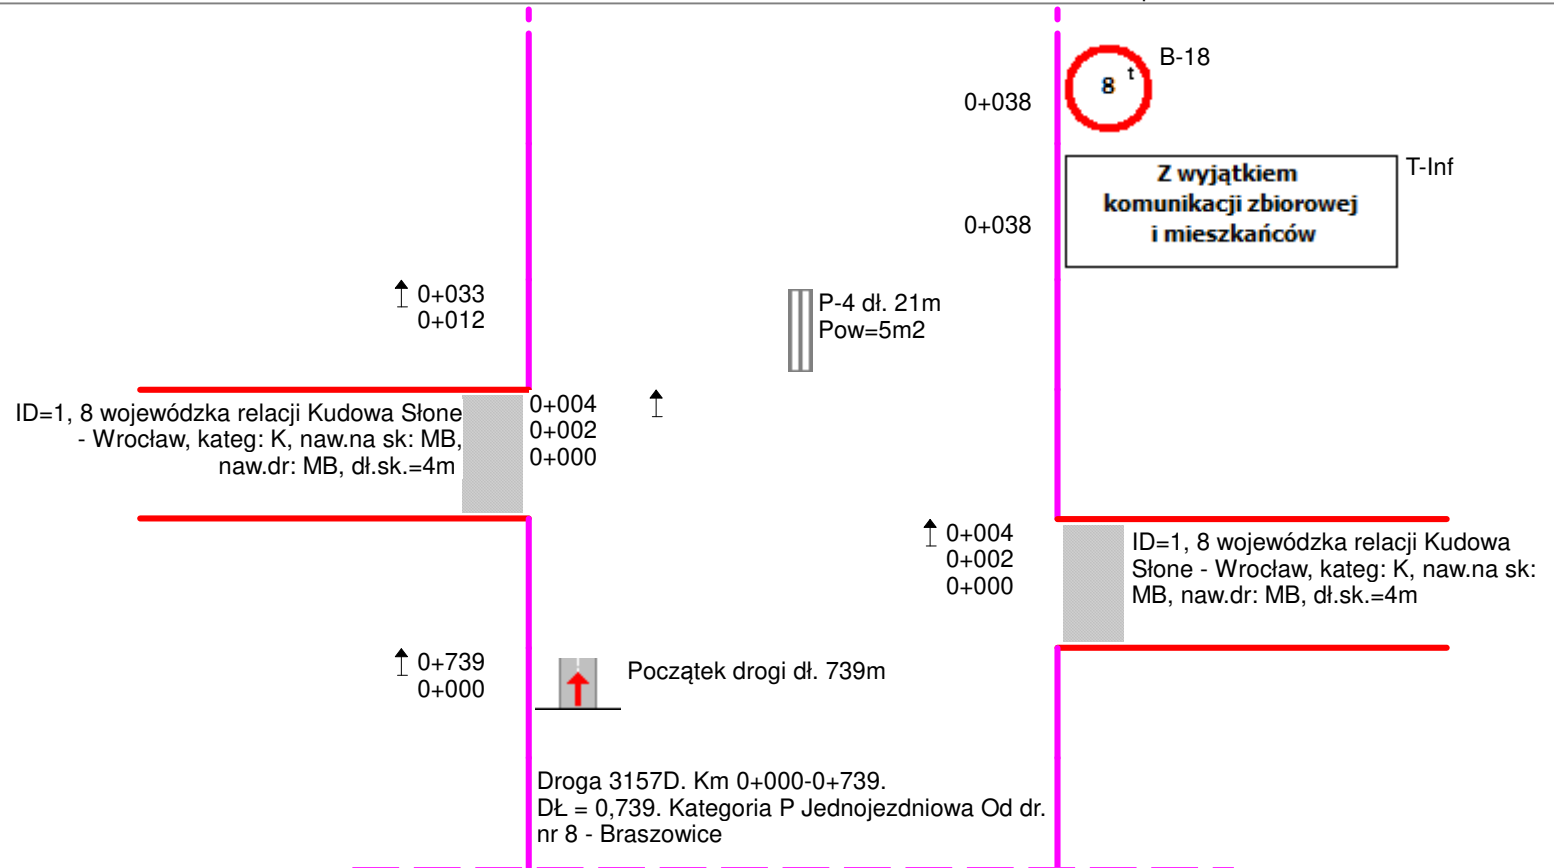 B-18
8 t
0+038
Z wyjątkiem
komunikacji zbiorowej
i mieszkańców
T-Inf
0+038
0+033
0+012
P-4 dł. 21m
Pow=5m2
ID=1, 8 wojewódzka relacji Kudowa Słone
- Wrocław, kateg: K, naw.na sk: MB,
naw.dr: MB, dł.sk.=4m
0+004
0+002
0+000
0+004
0+002
0+000
ID=1, 8 wojewódzka relacji Kudowa
Słone - Wrocław, kateg: K, naw.na sk:
MB, naw.dr: MB, dł.sk.=4m
0+739
0+000
Początek drogi dł. 739m
Droga 3157D. Km 0+000-0+739.
DŁ = 0,739. Kategoria P Jednojezdniowa Od dr.
nr 8 - Braszowice